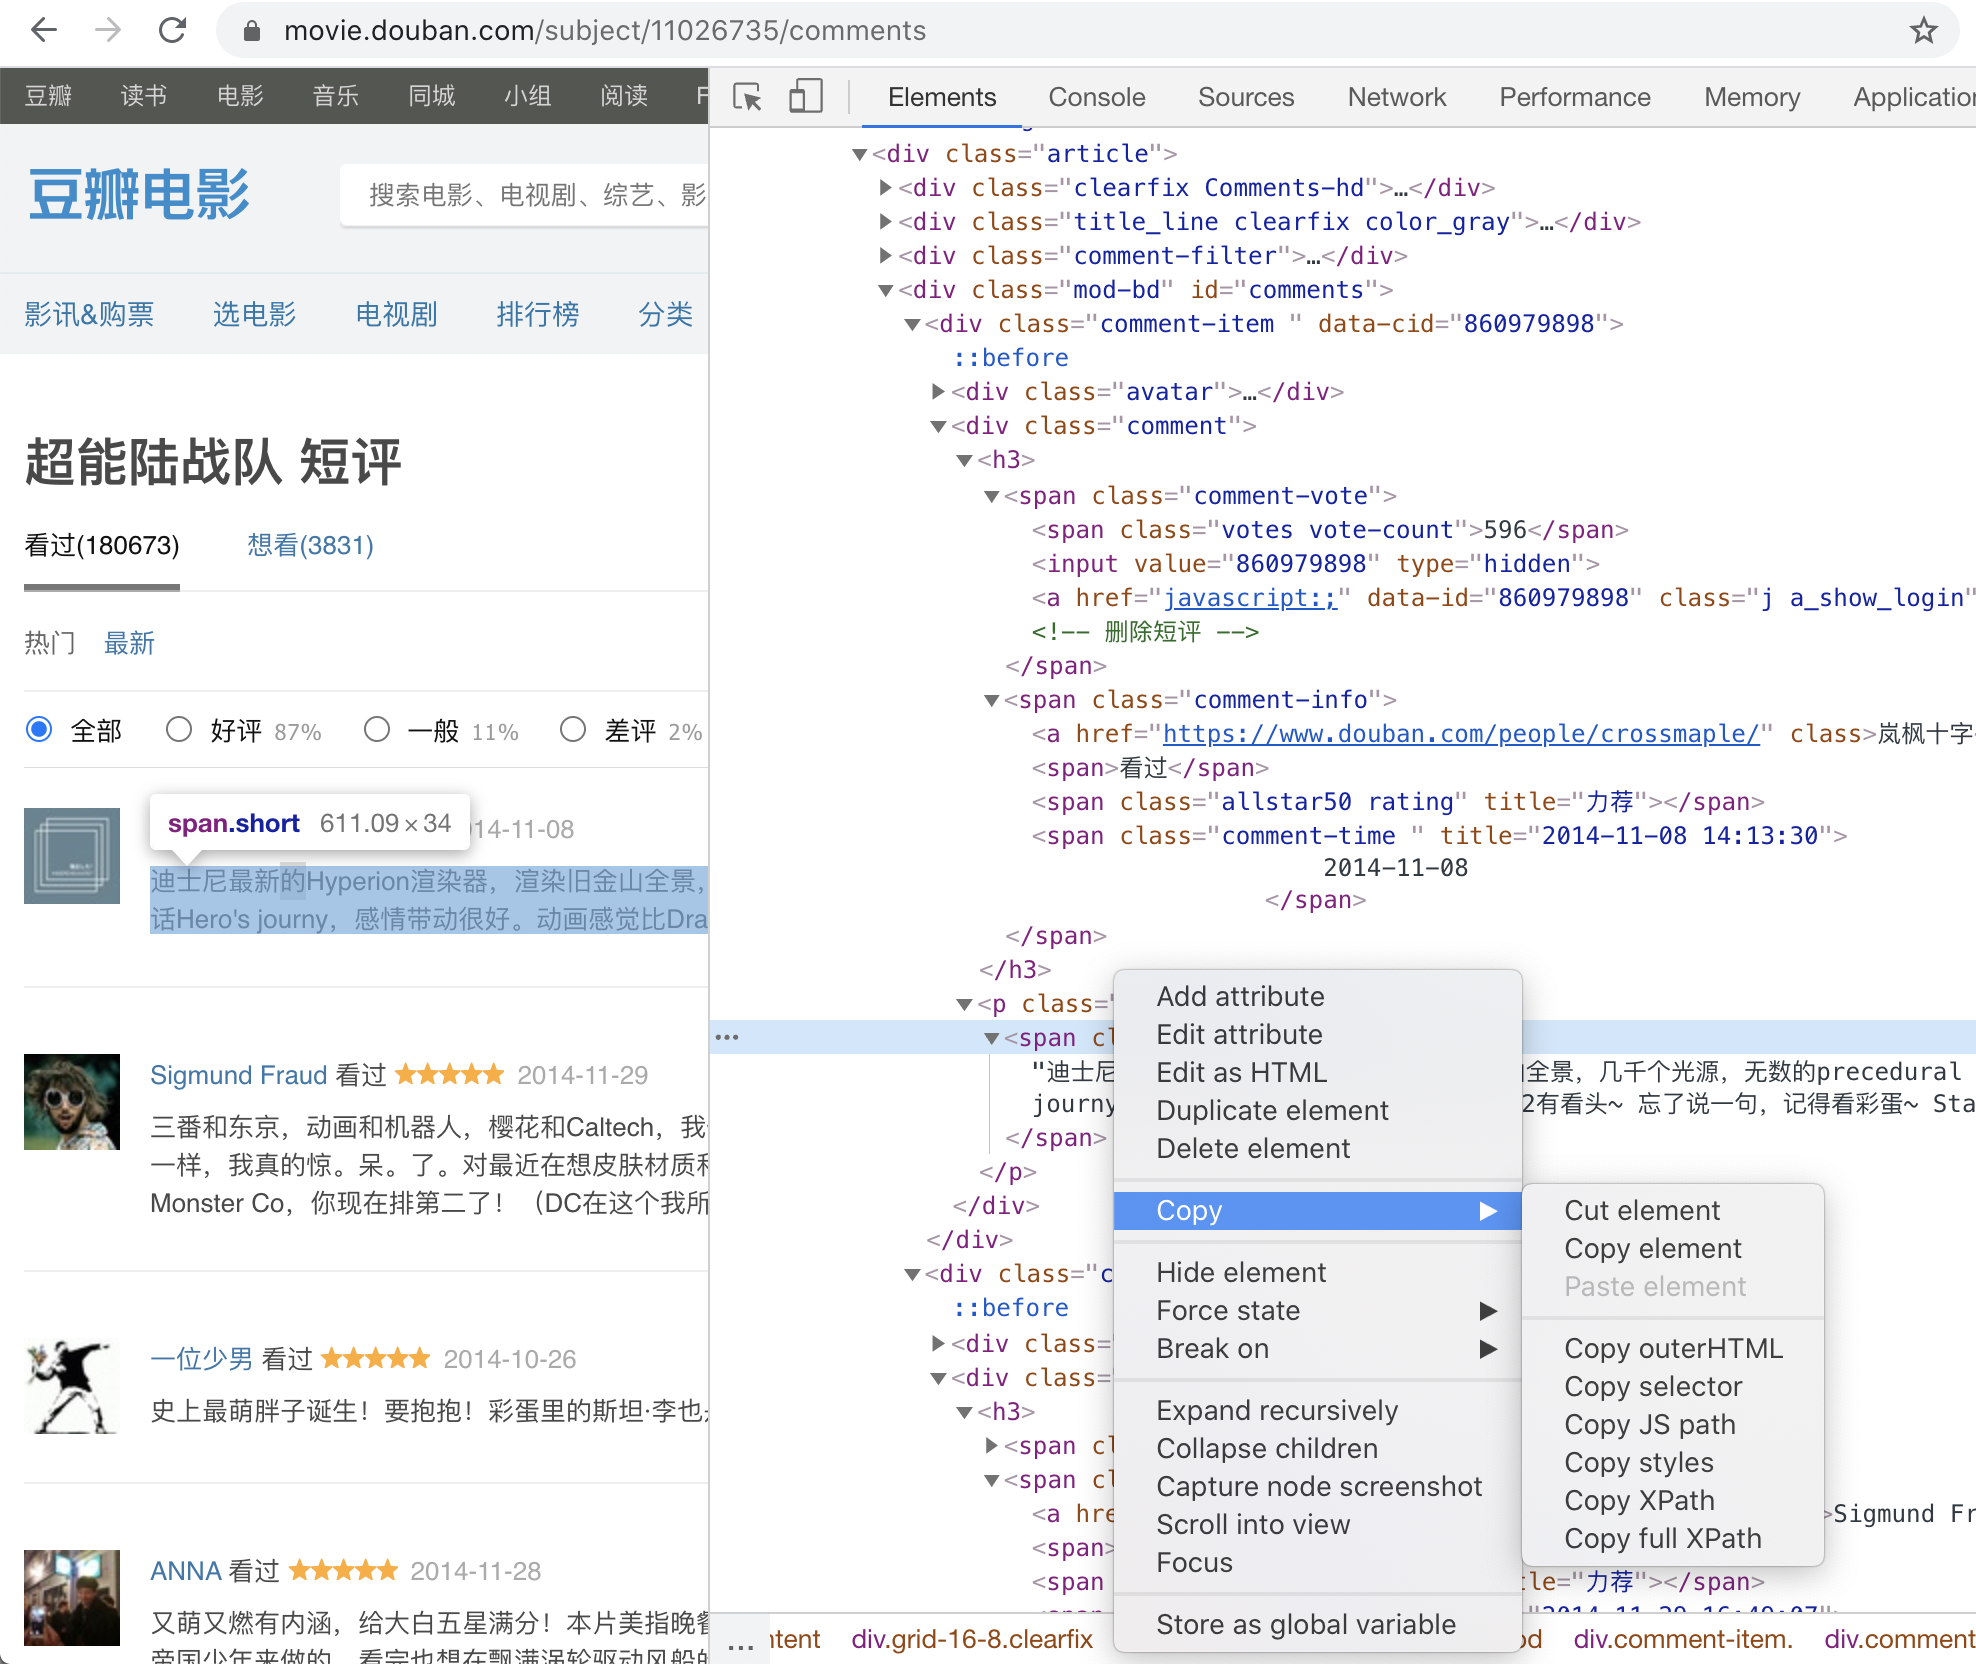 movie.douban.com/subject/11026735/comments
豆瓣 读书 电影 音乐 同城 小组 阅读
豆瓣电影
搜索电影、电视剧、综艺、影
影讯&购票 选电影 电视剧 排行榜 分类
超能陆战队 短评
看过(180673) 想看(3831)
热门 最新
全部 好评 87% 一般 11% 差评 2%
span.short 611.09×34 14-11-08
迪士尼最新的Hyperion渲染器，渲染旧金山全景，
话Hero's journy，感情带动很好。动画感觉比Dra
Sigmund Fraud 看过 ★★★★★ 2014-11-29
三番和东京，动画和机器人，樱花和Caltech，我
一样，我真的惊。呆。了。对最近在想皮肤材质和
Monster Co，你现在排第二了！（DC在这个我所
一位少男 看过 ★★★★★ 2014-10-26
史上最萌胖子诞生！要抱抱！彩蛋里的斯坦·李也
ANNA 看过 ★★★★★ 2014-11-28
又萌又燃有内涵，给大白五星满分！本片美指晚餐
帝国少年来做的，看完也想在飘满涡轮驱动风船的
Elements Console Sources Network Performance Memory Application
▼<div class="article">
▶<div class="clearfix Comments-hd">…</div>
▶<div class="title_line clearfix color_gray">…</div>
▶<div class="comment-filter">…</div>
▼<div class="mod-bd" id="comments">
▼<div class="comment-item " data-cid="860979898">
::before
▶<div class="avatar">…</div>
▼<div class="comment">
▼<h3>
▼<span class="comment-vote">
<span class="votes vote-count">596</span>
<input value="860979898" type="hidden">
<a href="javascript:;" data-id="860979898" class="j a_show_login"
<!-- 删除短评 -->
</span>
▼<span class="comment-info">
<a href="https://www.douban.com/people/crossmaple/" class>岚枫十字
<span>看过</span>
<span class="allstar50 rating" title="力荐"></span>
<span class="comment-time " title="2014-11-08 14:13:30">
2014-11-08
</span>
</span>
</h3>
▼<p class="
… ▼<span cl
"迪士尼 全景，几千个光源，无数的precedural
journy 2有看头~ 忘了说一句，记得看彩蛋~ Sta
</span>
</p>
</div>
</div>
▼<div class="c
::before
▶<div class=
▼<div class=
▼<h3>
▶<span cl
▼<span cl
<a hre >Sigmund Fr
<span>
<span tle="力荐"></span>
"2014-11-29 16:49:07">
Add attribute
Edit attribute
Edit as HTML
Duplicate element
Delete element
Copy ▶
Hide element
Force state ▶
Break on ▶
Expand recursively
Collapse children
Capture node screenshot
Scroll into view
Focus
Store as global variable
Cut element
Copy element
Paste element
Copy outerHTML
Copy selector
Copy JS path
Copy styles
Copy XPath
Copy full XPath
… ntent div.grid-16-8.clearfix od div.comment-item. div.comment